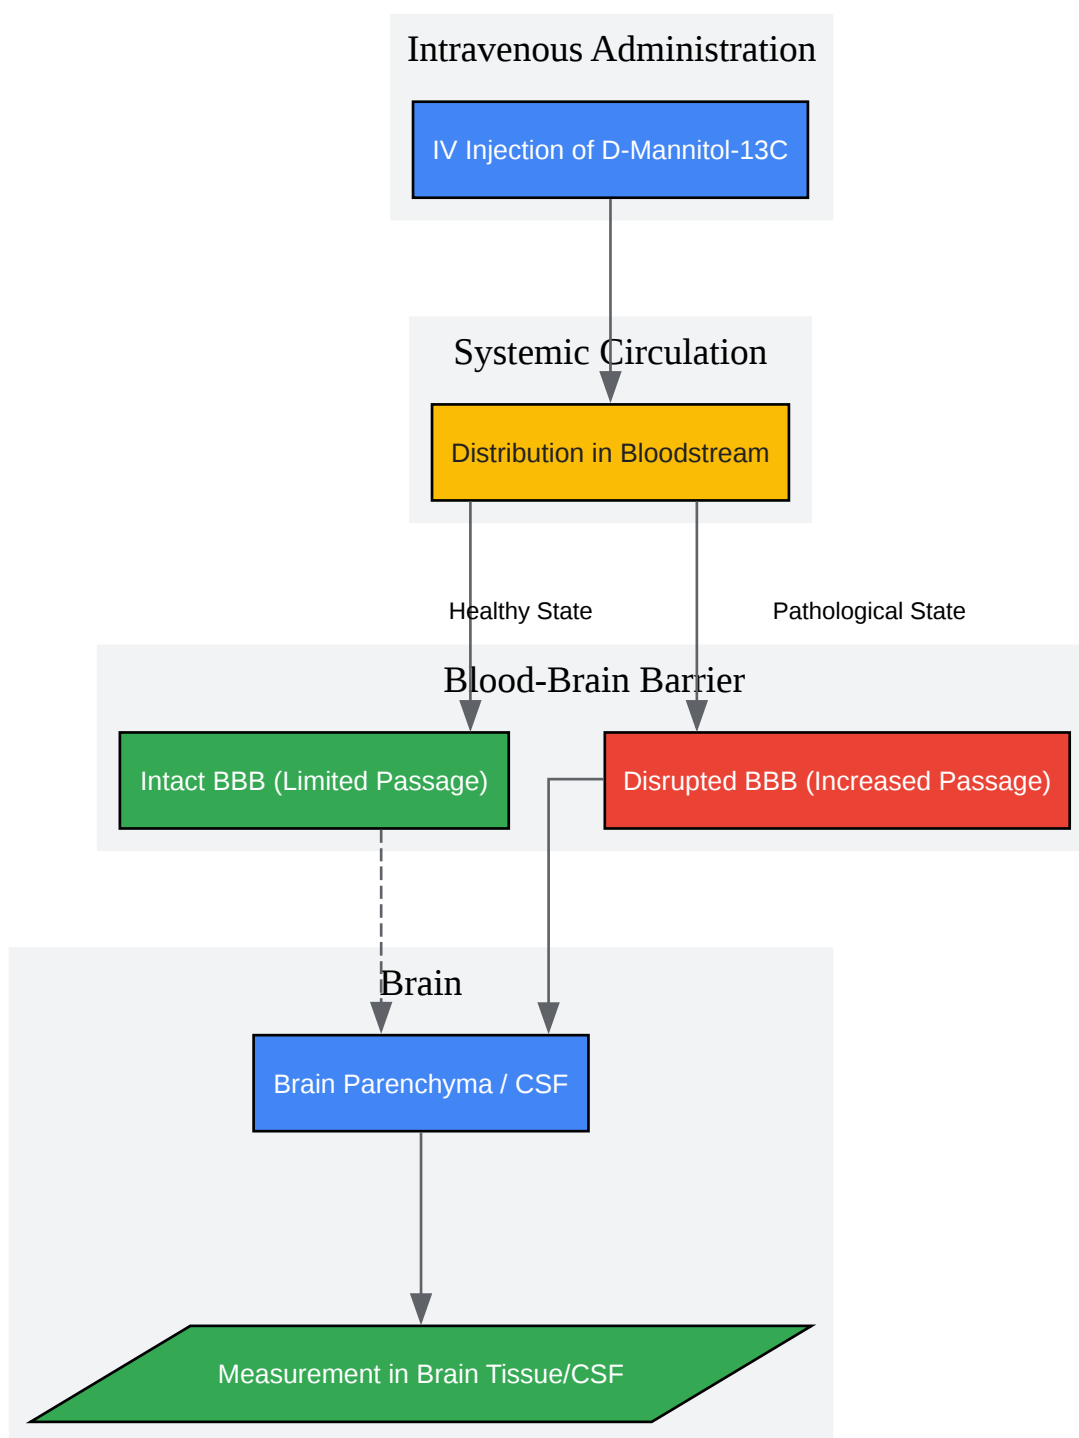 Intravenous Administration
IV Injection of D-Mannitol-13C
Systemic Circulation
Distribution in Bloodstream
Healthy State
Pathological State
Blood-Brain Barrier
Intact BBB (Limited Passage)
Disrupted BBB (Increased Passage)
Brain
Brain Parenchyma / CSF
Measurement in Brain Tissue/CSF